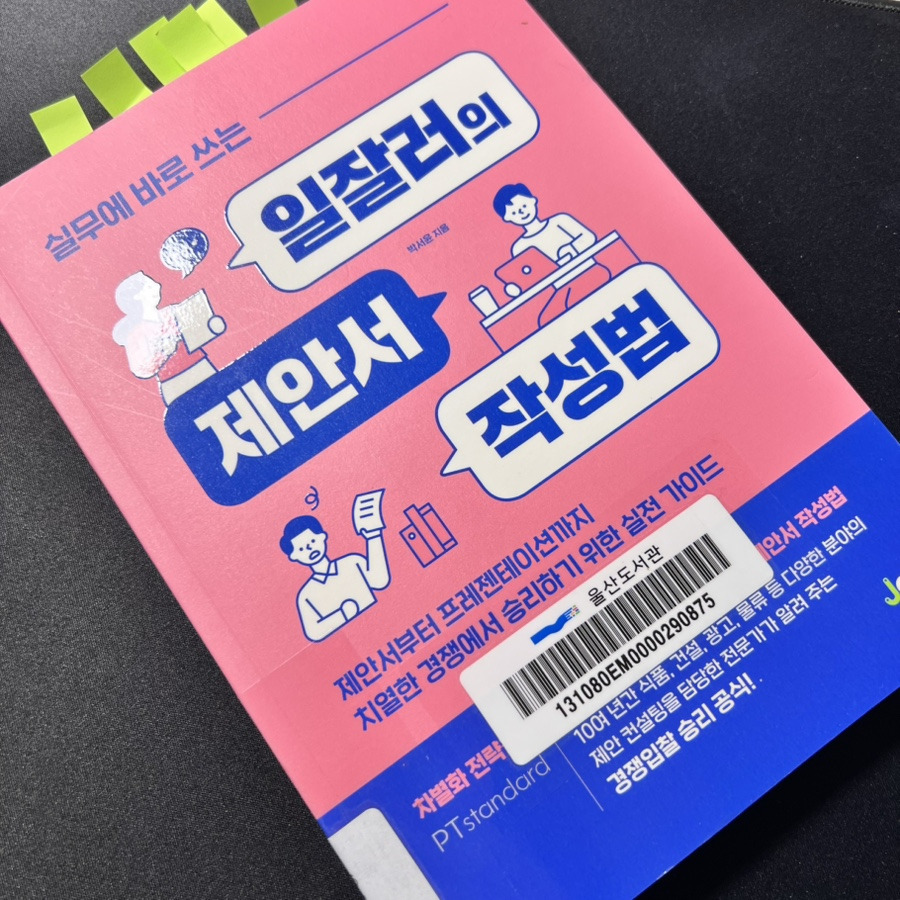 실무에 바로 쓰는
일잘러의
박서윤 지음
제안서
작성법
제안서부터 프레젠테이션까지
치열한 경쟁에서 승리하기 위한 실전 가이드
울산도서관
131080EM0000290875
차별화 전략
제안서 작성법
PTstandard
10여 년간 식품, 건설, 광고, 물류 등 다양한 분야의
제안 컨설팅을 담당한 전문가가 알려 주는
경쟁입찰 승리 공식!